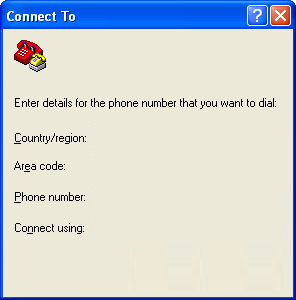 Connect To
Enter details for the phone number that you want to dial:
Country/region:
Area code:
Phone number:
Connect using: